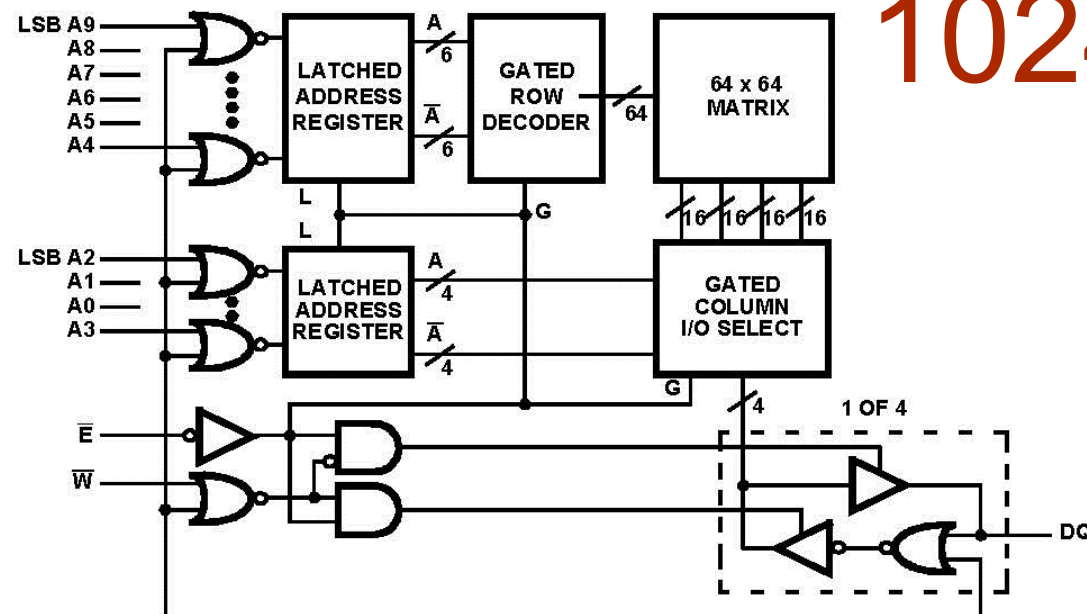 1024
LSB A9
A8
A7
A6
A5
A4
LATCHED
ADDRESS
REGISTER
A
6
A̅
6
GATED
ROW
DECODER
64
64 x 64
MATRIX
L
L
G
16 16 16 16
LSB A2
A1
A0
A3
LATCHED
ADDRESS
REGISTER
A
4
A̅
4
GATED
COLUMN
I/O SELECT
G
4
1 OF 4
E̅
W̅
DQ